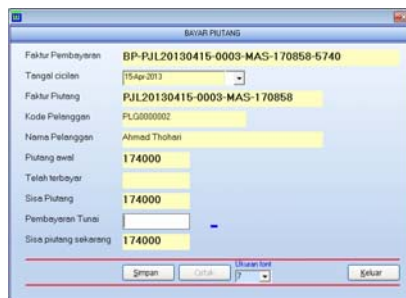 BAYAR PIUTANG
Faktur Pembayaran BP-PJL20130415-0003-MAS-170858-5740
Tangal cicilan 15-Apr-2013
Faktur Piutang PJL20130415-0003-MAS-170858
Kode Pelanggan PLG0000002
Nama Pelanggan Ahmad Thohari
Piutang awal 174000
Telah terbayar
Sisa Piutang 174000
Pembayaran Tunai
Sisa piutang sekarang 174000
Ukuran font
Simpan Cetak 7 Keluar